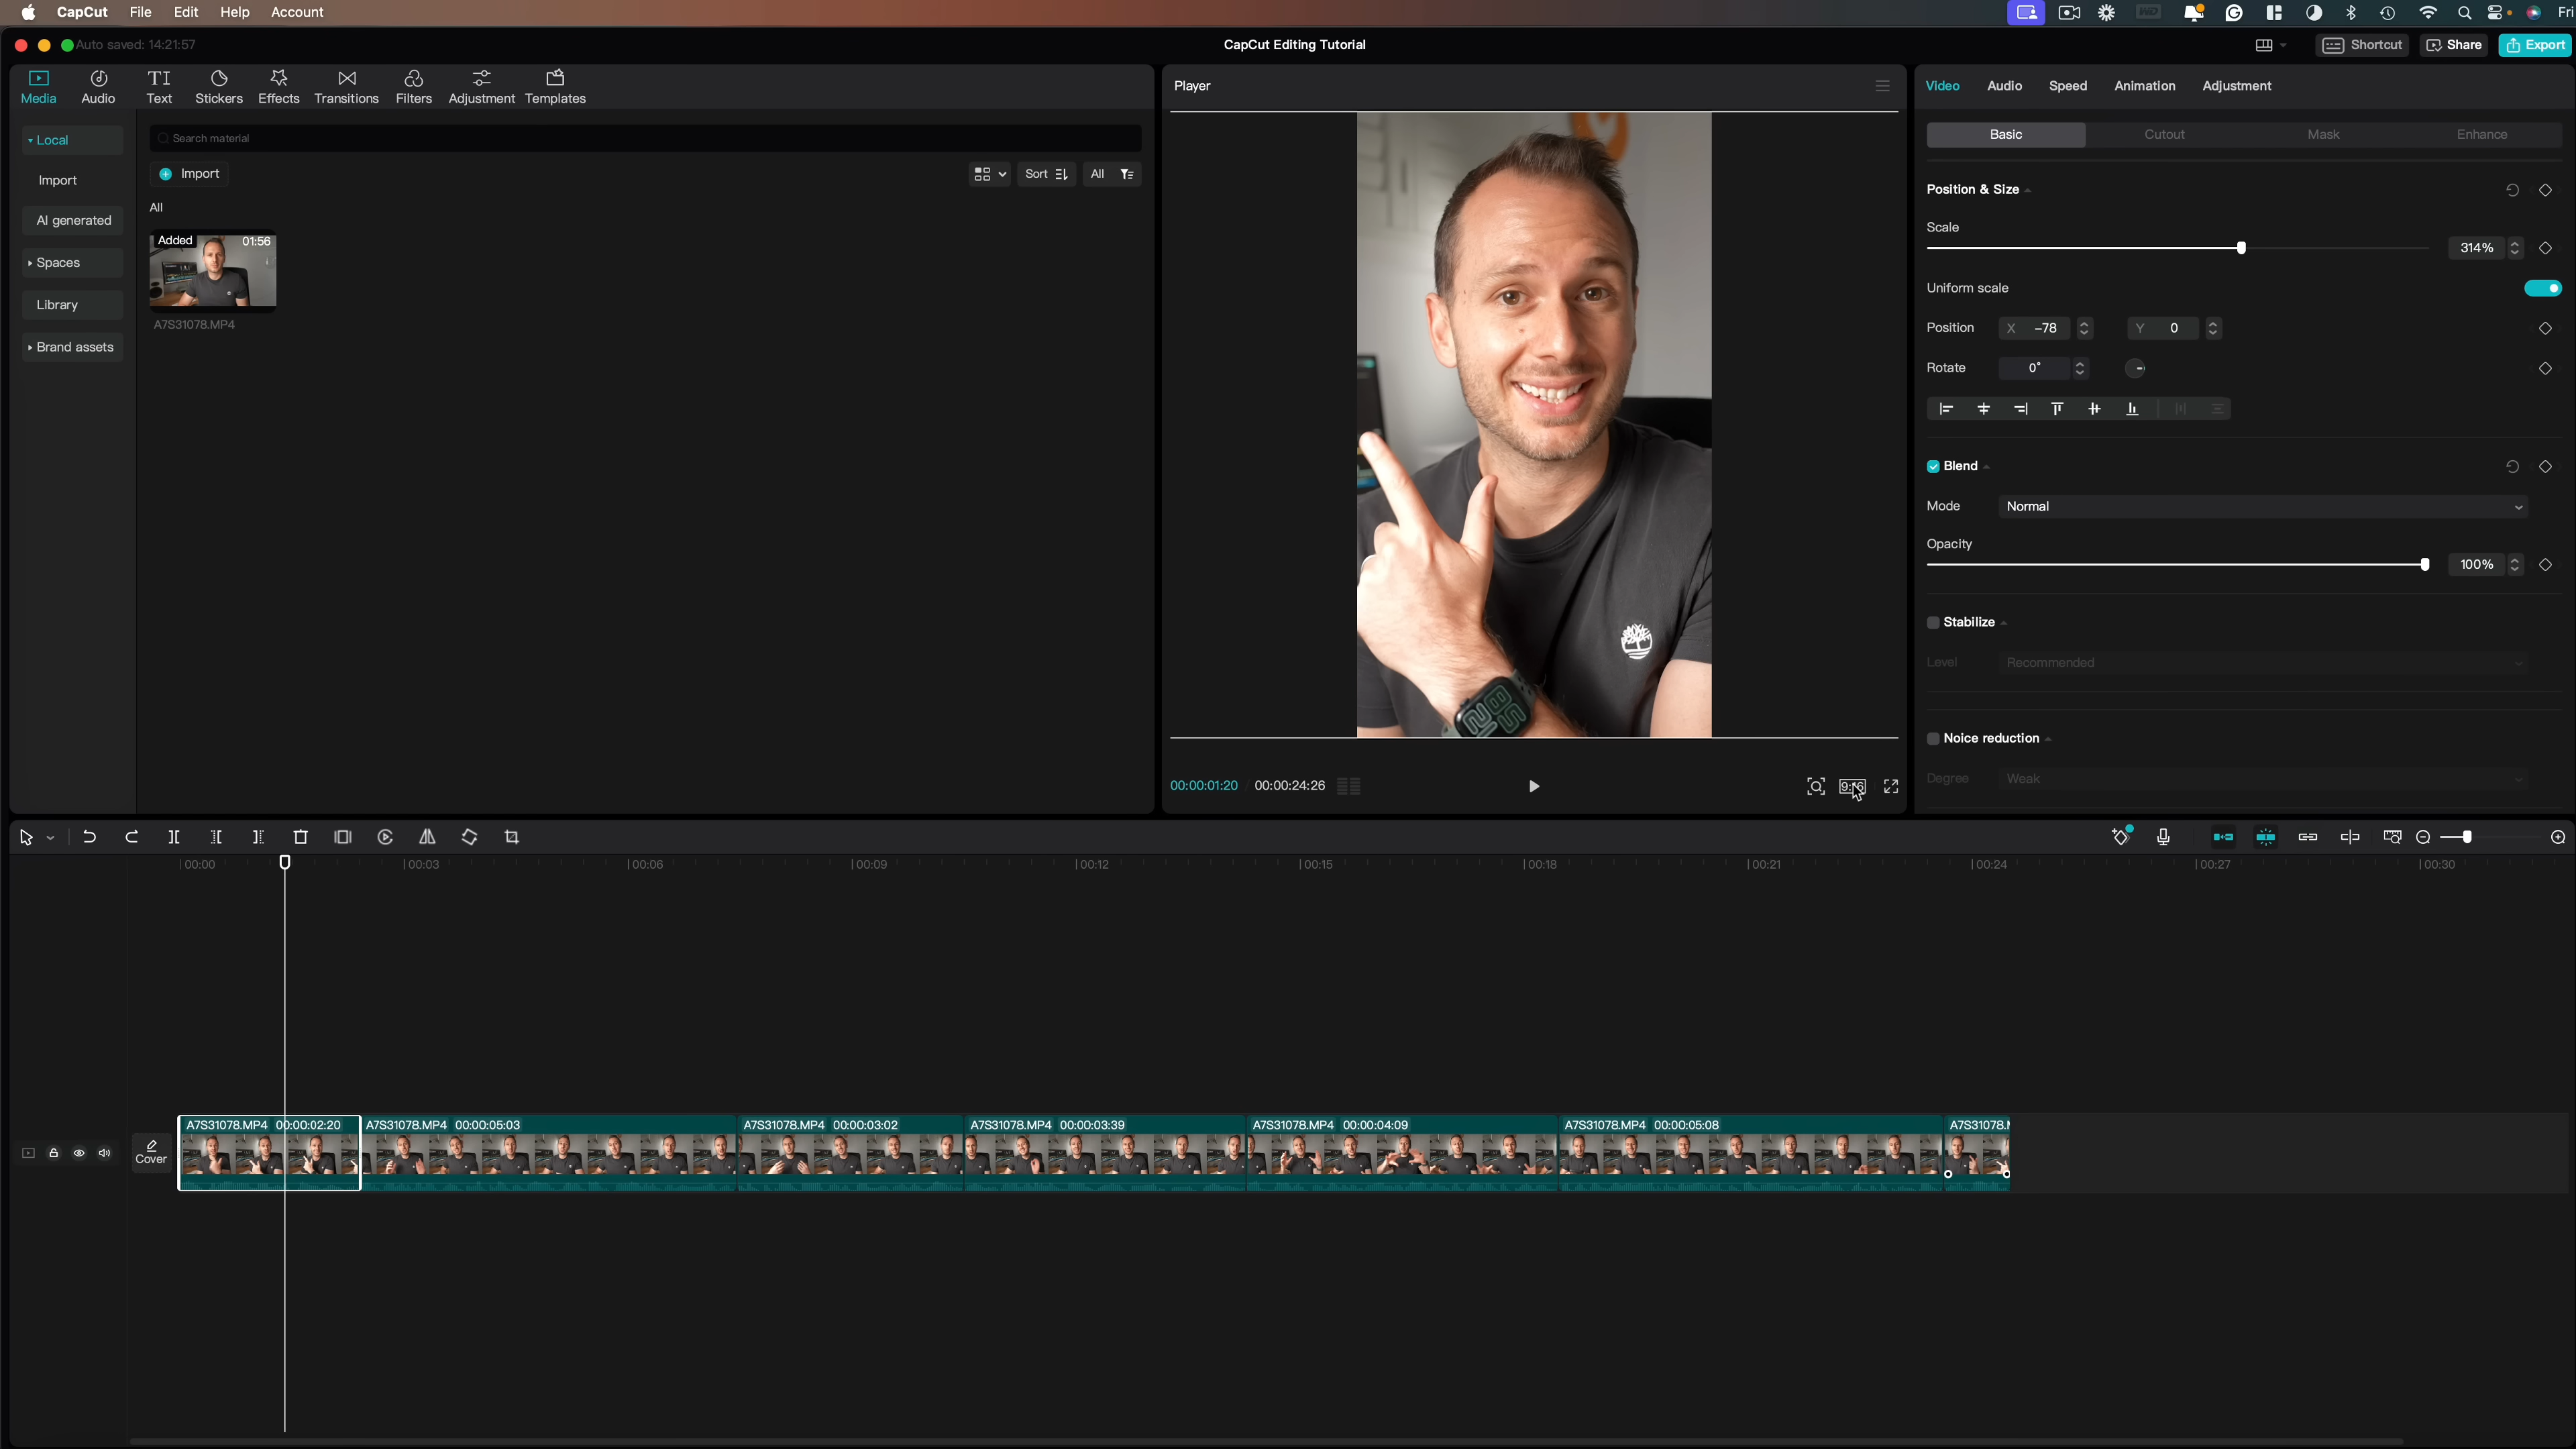 CapCut File Edit Help Account Fri
Auto saved: 14:21:57 CapCut Editing Tutorial Shortcut Share Export
Media Audio Text Stickers Effects Transitions Filters Adjustment Templates
Local
Import
AI generated
Spaces
Library
Brand assets
Search material
Import Sort All
All
Added 01:56
A7S31078.MP4
Player
00:00:01:20 00:00:24:26
9:16
Video Audio Speed Animation Adjustment
Basic Cutout Mask Enhance
Position & Size
Scale
314%
Uniform scale
Position X -78 Y 0
Rotate 0°
Blend
Mode Normal
Opacity
100%
Stabilize
Level Recommended
Noice reduction
Degree Weak
00:00 00:03 00:06 00:09 00:12 00:15 00:18 00:21 00:24 00:27 00:30
A7S31078.MP4 00:00:02:20 A7S31078.MP4 00:00:05:03 A7S31078.MP4 00:00:03:02 A7S31078.MP4 00:00:03:39 A7S31078.MP4 00:00:04:09 A7S31078.MP4 00:00:05:08 A7S31078.M
Cover